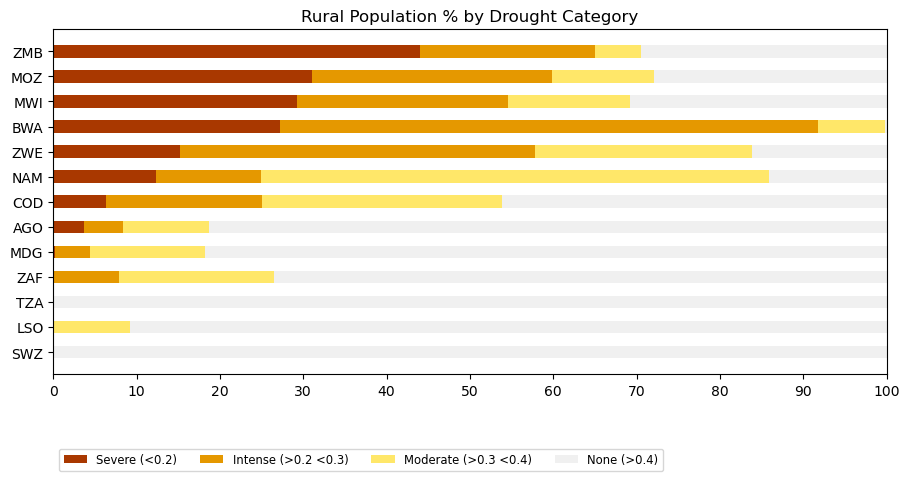 Rural Population % by Drought Category
ZMB
MOZ
MWI
BWA
ZWE
NAM
COD
AGO
MDG
ZAF
TZA
LSO
SWZ
0 10 20 30 40 50 60 70 80 90 100
Severe (<0.2) Intense (>0.2 <0.3) Moderate (>0.3 <0.4) None (>0.4)